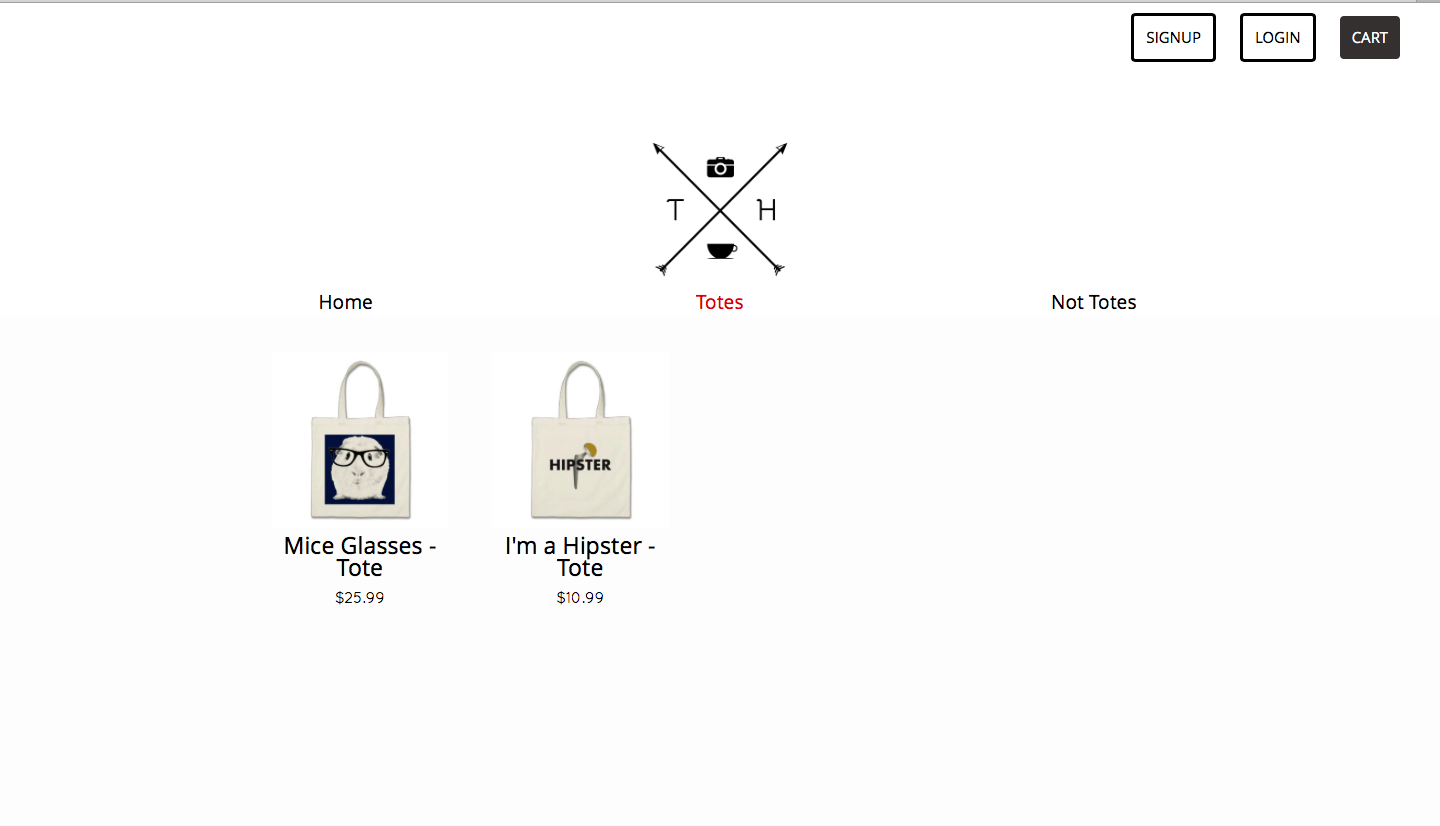 SIGNUP LOGIN CART
T H
Home Totes Not Totes
HIPSTER
Mice Glasses -
Tote
$25.99
I'm a Hipster -
Tote
$10.99